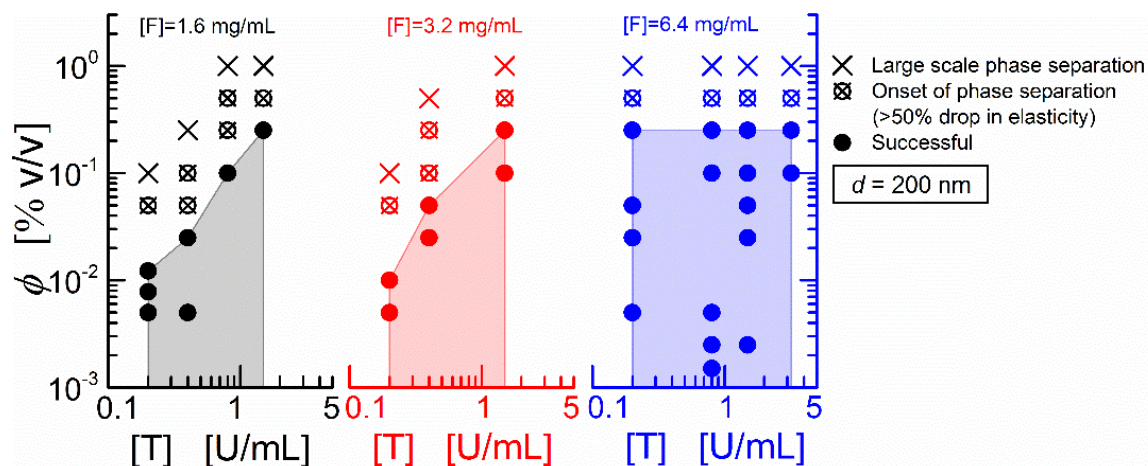 [F]=1.6 mg/mL [F]=3.2 mg/mL [F]=6.4 mg/mL
10⁰
10⁻¹
10⁻²
10⁻³
ϕ [% v/v]
0.1 1 5 0.1 1 5 0.1 1 5
[T] [U/mL] [T] [U/mL] [T] [U/mL]
Large scale phase separation
Onset of phase separation
(>50% drop in elasticity)
Successful
d = 200 nm